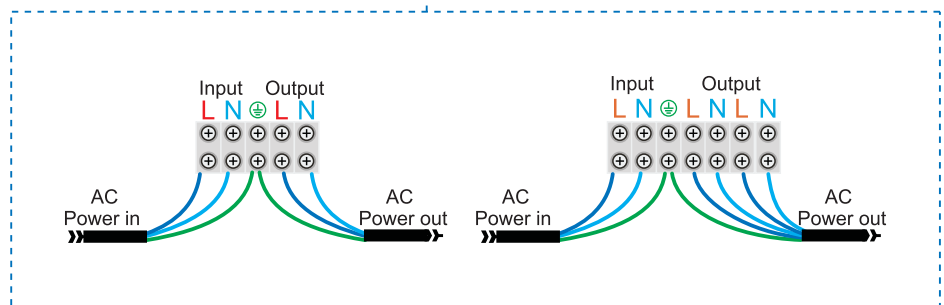 Input Output
L N L N
AC
Power in
AC
Power out
Input Output
L N L N L N
AC
Power in
AC
Power out